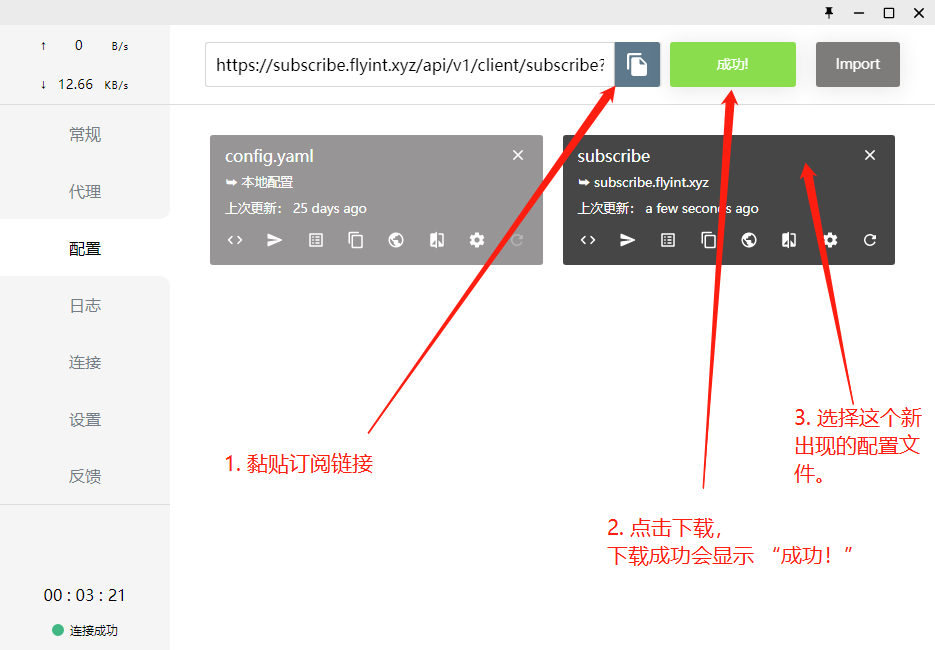 ↑ 0 B/s
↓ 12.66 KB/s
常规
代理
配置
日志
连接
设置
反馈
00 : 03 : 21
连接成功
https://subscribe.flyint.xyz/api/v1/client/subscribe?
成功!
Import
config.yaml
本地配置
上次更新: 25 days ago
subscribe
subscribe.flyint.xyz
上次更新: a few seconds ago
1. 黏贴订阅链接
2. 点击下载，
下载成功会显示 “成功！”
3. 选择这个新
出现的配置文
件。